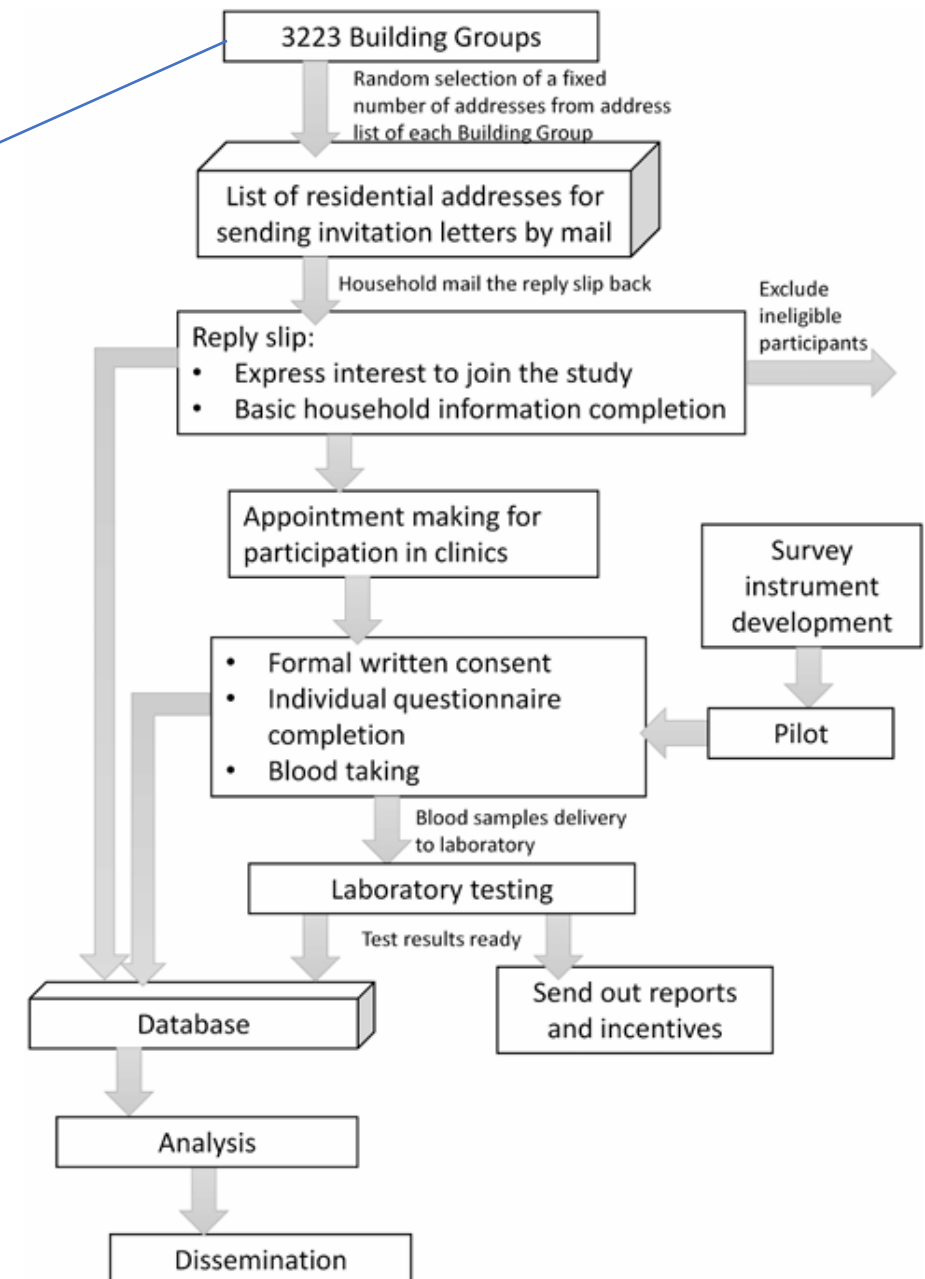 3223 Building Groups
Random selection of a fixed
number of addresses from address
list of each Building Group
List of residential addresses for
sending invitation letters by mail
Household mail the reply slip back
Exclude
ineligible
participants
Reply slip:
• Express interest to join the study
• Basic household information completion
Appointment making for
participation in clinics
Survey
instrument
development
• Formal written consent
• Individual questionnaire
completion
• Blood taking
Pilot
Blood samples delivery
to laboratory
Laboratory testing
Test results ready
Send out reports
and incentives
Database
Analysis
Dissemination